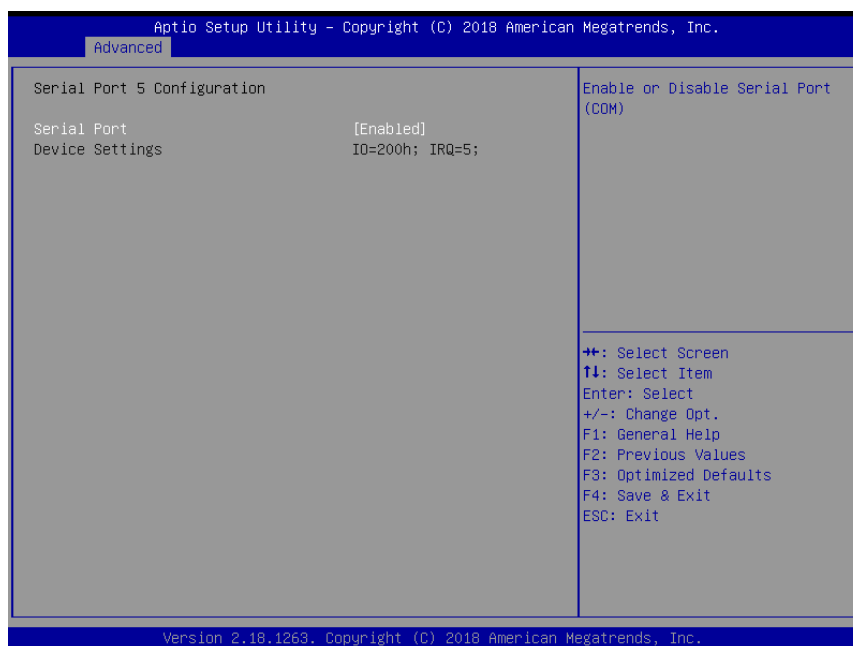 Aptio Setup Utility – Copyright (C) 2018 American Megatrends, Inc.
Advanced
Serial Port 5 Configuration
Serial Port [Enabled]
Device Settings IO=200h; IRQ=5;
Enable or Disable Serial Port
(COM)
→←: Select Screen
↑↓: Select Item
Enter: Select
+/-: Change Opt.
F1: General Help
F2: Previous Values
F3: Optimized Defaults
F4: Save & Exit
ESC: Exit
Version 2.18.1263. Copyright (C) 2018 American Megatrends, Inc.